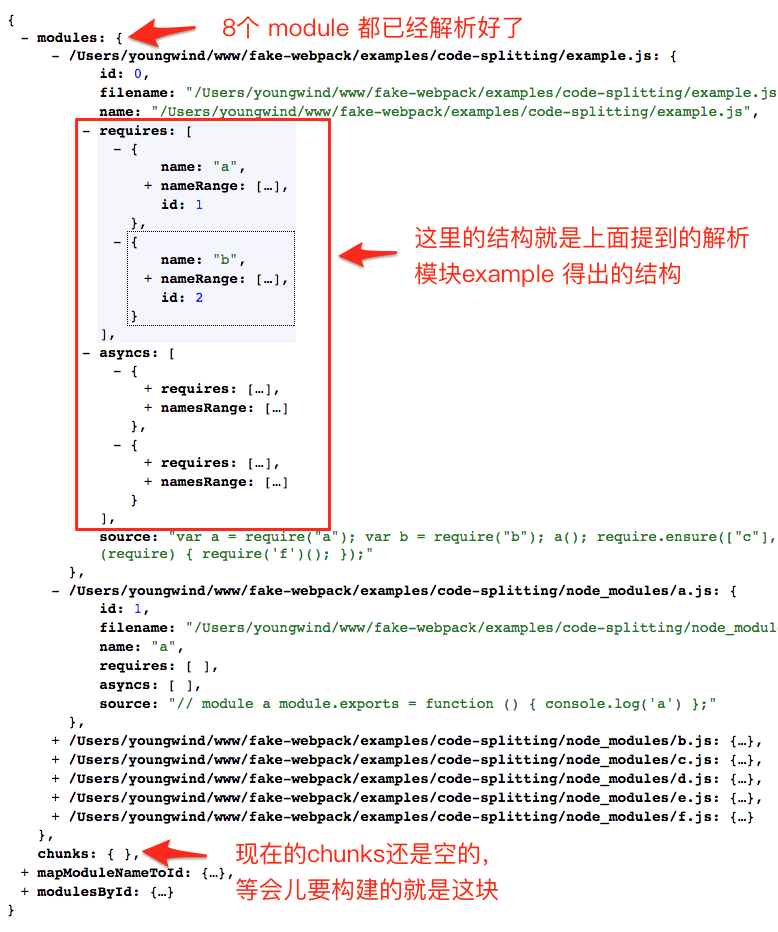 {
8个 module 都已经解析好了
- modules: {
- /Users/youngwind/www/fake-webpack/examples/code-splitting/example.js: {
id: 0,
filename: "/Users/youngwind/www/fake-webpack/examples/code-splitting/example.js
name: "/Users/youngwind/www/fake-webpack/examples/code-splitting/example.js",
- requires: [
- {
name: "a",
+ nameRange: […],
id: 1
},
- {
name: "b",
+ nameRange: […],
id: 2
}
],
这里的结构就是上面提到的解析
模块example 得出的结构
- asyncs: [
- {
+ requires: […],
+ namesRange: […]
},
- {
+ requires: […],
+ namesRange: […]
}
],
source: "var a = require("a"); var b = require("b"); a(); require.ensure(["c"],
(require) { require('f')(); });"
},
- /Users/youngwind/www/fake-webpack/examples/code-splitting/node_modules/a.js: {
id: 1,
filename: "/Users/youngwind/www/fake-webpack/examples/code-splitting/node_modul
name: "a",
requires: [ ],
asyncs: [ ],
source: "// module a module.exports = function () { console.log('a') };"
},
+ /Users/youngwind/www/fake-webpack/examples/code-splitting/node_modules/b.js: {…},
+ /Users/youngwind/www/fake-webpack/examples/code-splitting/node_modules/c.js: {…},
+ /Users/youngwind/www/fake-webpack/examples/code-splitting/node_modules/d.js: {…},
+ /Users/youngwind/www/fake-webpack/examples/code-splitting/node_modules/e.js: {…},
+ /Users/youngwind/www/fake-webpack/examples/code-splitting/node_modules/f.js: {…}
},
chunks: { },
现在的chunks还是空的,
等会儿要构建的就是这块
+ mapModuleNameToId: {…},
+ modulesById: {…}
}